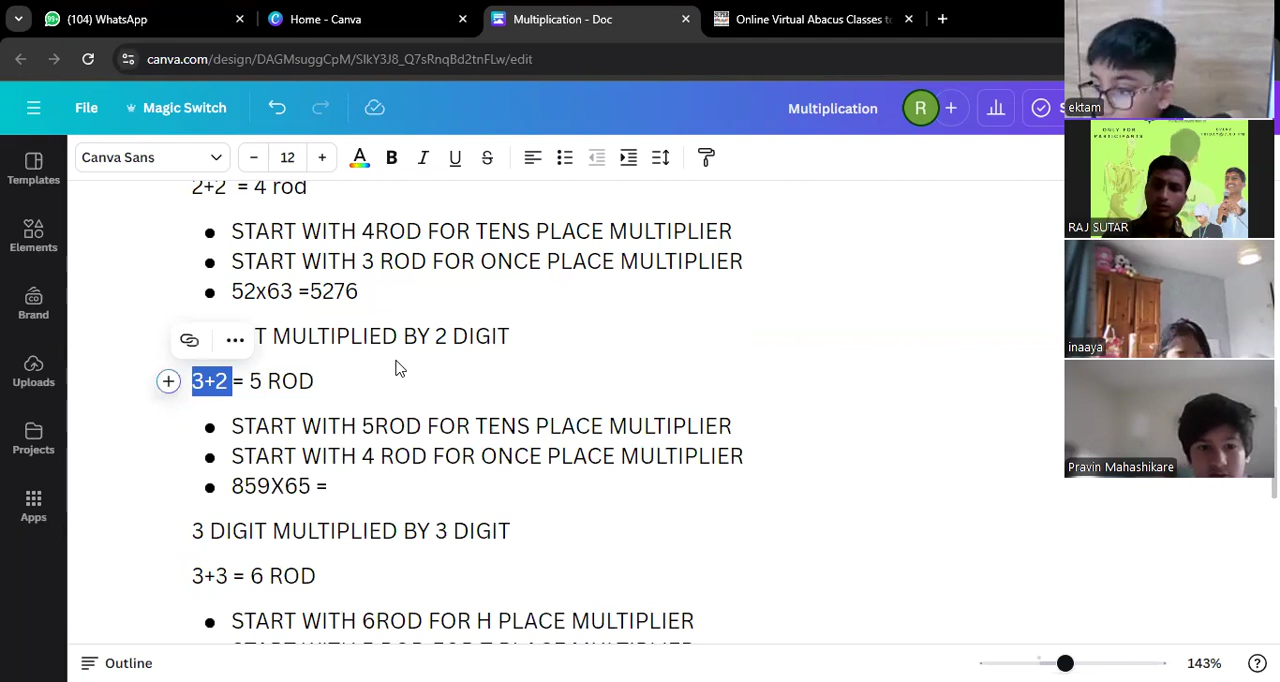 (104) WhatsApp
Home - Canva
Multiplication - Doc
Online Virtual Abacus Classes
canva.com/design/DAGMsuggCpM/SIkY3J8_Q7sRnqBd2tnFLw/edit
File
Magic Switch
Multiplication
R
Canva Sans
12
A
B
I
U
S
Templates
Elements
Brand
Projects
Uploads
Apps
2+2 = 4 rod
START WITH 4ROD FOR TENS PLACE MULTIPLIER
START WITH 3 ROD FOR ONCE PLACE MULTIPLIER
52x63 =5276
T MULTIPLIED BY 2 DIGIT
3+2 = 5 ROD
START WITH 5ROD FOR TENS PLACE MULTIPLIER
START WITH 4 ROD FOR ONCE PLACE MULTIPLIER
859X65 =
3 DIGIT MULTIPLIED BY 3 DIGIT
3+3 = 6 ROD
START WITH 6ROD FOR H PLACE MULTIPLIER
Outline
143%
ektam
ONLY FOR
PARTICIPANTS
RAJ SUTAR
inaaya
Pravin Mahashikare